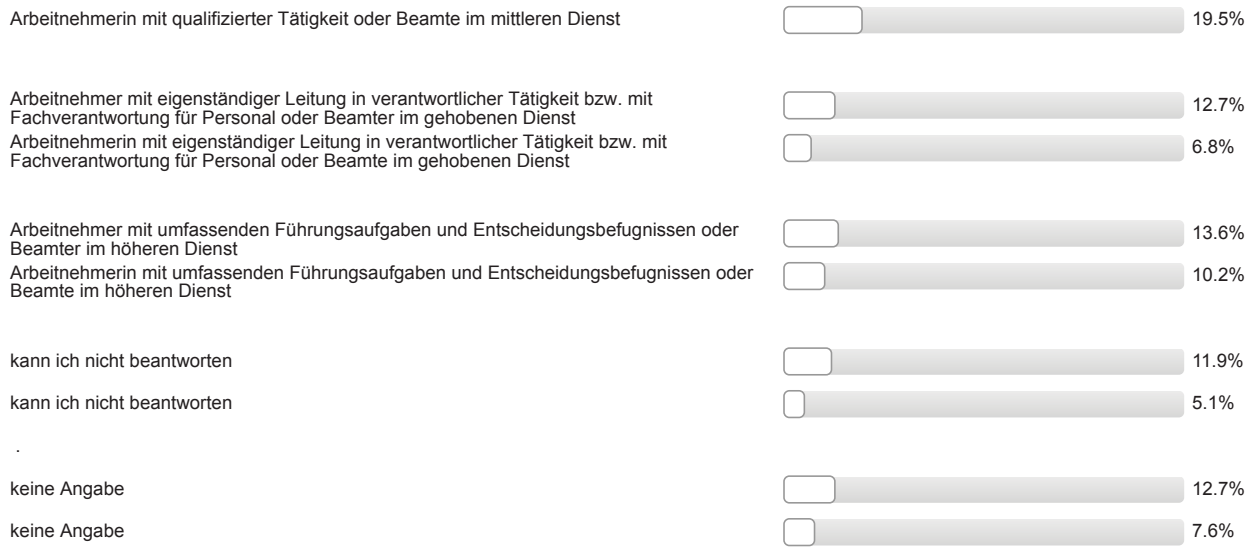 Arbeitnehmerin mit qualifizierter Tätigkeit oder Beamte im mittleren Dienst 19.5%
Arbeitnehmer mit eigenständiger Leitung in verantwortlicher Tätigkeit bzw. mit
Fachverantwortung für Personal oder Beamter im gehobenen Dienst 12.7%
Arbeitnehmerin mit eigenständiger Leitung in verantwortlicher Tätigkeit bzw. mit
Fachverantwortung für Personal oder Beamte im gehobenen Dienst 6.8%
Arbeitnehmer mit umfassenden Führungsaufgaben und Entscheidungsbefugnissen oder
Beamter im höheren Dienst 13.6%
Arbeitnehmerin mit umfassenden Führungsaufgaben und Entscheidungsbefugnissen oder
Beamte im höheren Dienst 10.2%
kann ich nicht beantworten 11.9%
kann ich nicht beantworten 5.1%
.
keine Angabe 12.7%
keine Angabe 7.6%